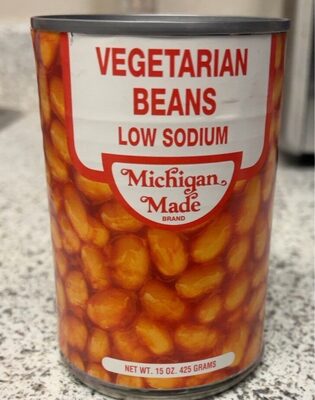 VEGETARIAN
BEANS
LOW SODIUM
Michigan
Made
BRAND
NET WT. 15 OZ. 425 GRAMS